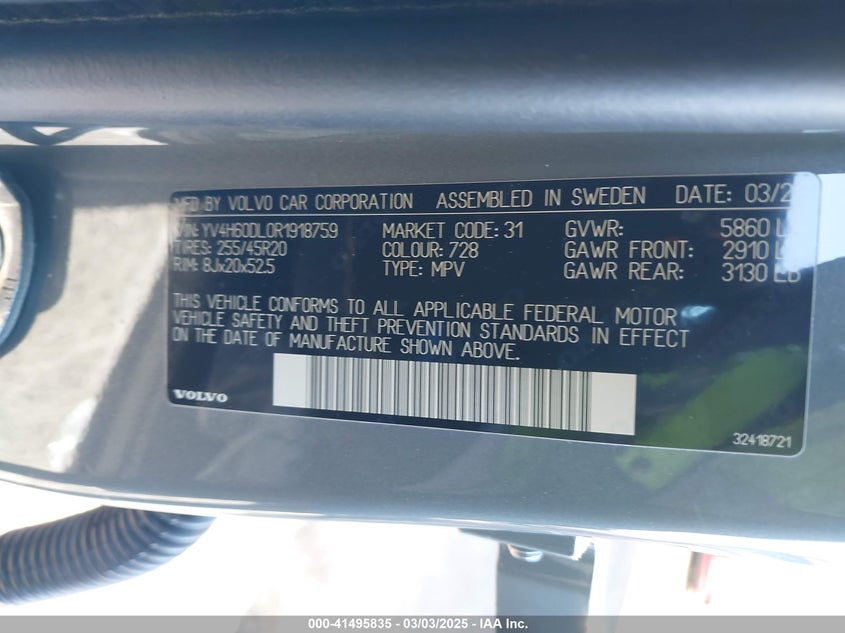 MFD BY VOLVO CAR CORPORATION ASSEMBLED IN SWEDEN DATE: 03/2
VIN: YV4H60DL0R1918759 MARKET CODE: 31 GVWR: 5860 L
TIRES: 255/45R20 COLOUR: 728 GAWR FRONT: 2910 L
RIM: 8Jx20x52.5 TYPE: MPV GAWR REAR: 3130 LB
THIS VEHICLE CONFORMS TO ALL APPLICABLE FEDERAL MOTOR
VEHICLE SAFETY AND THEFT PREVENTION STANDARDS IN EFFECT
ON THE DATE OF MANUFACTURE SHOWN ABOVE.
VOLVO
32418721
000-41495835 - 03/03/2025 - IAA Inc.